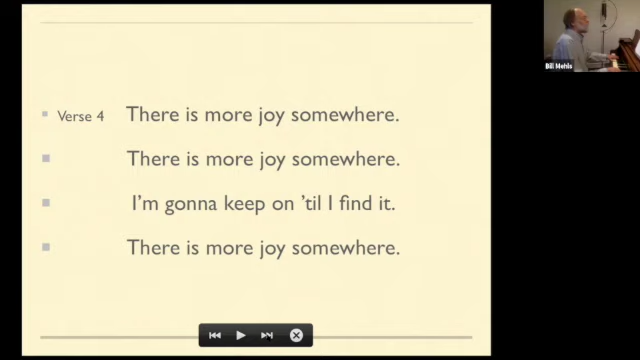 Verse 4 There is more joy somewhere.
There is more joy somewhere.
I'm gonna keep on 'til I find it.
There is more joy somewhere.
Bill Mehls